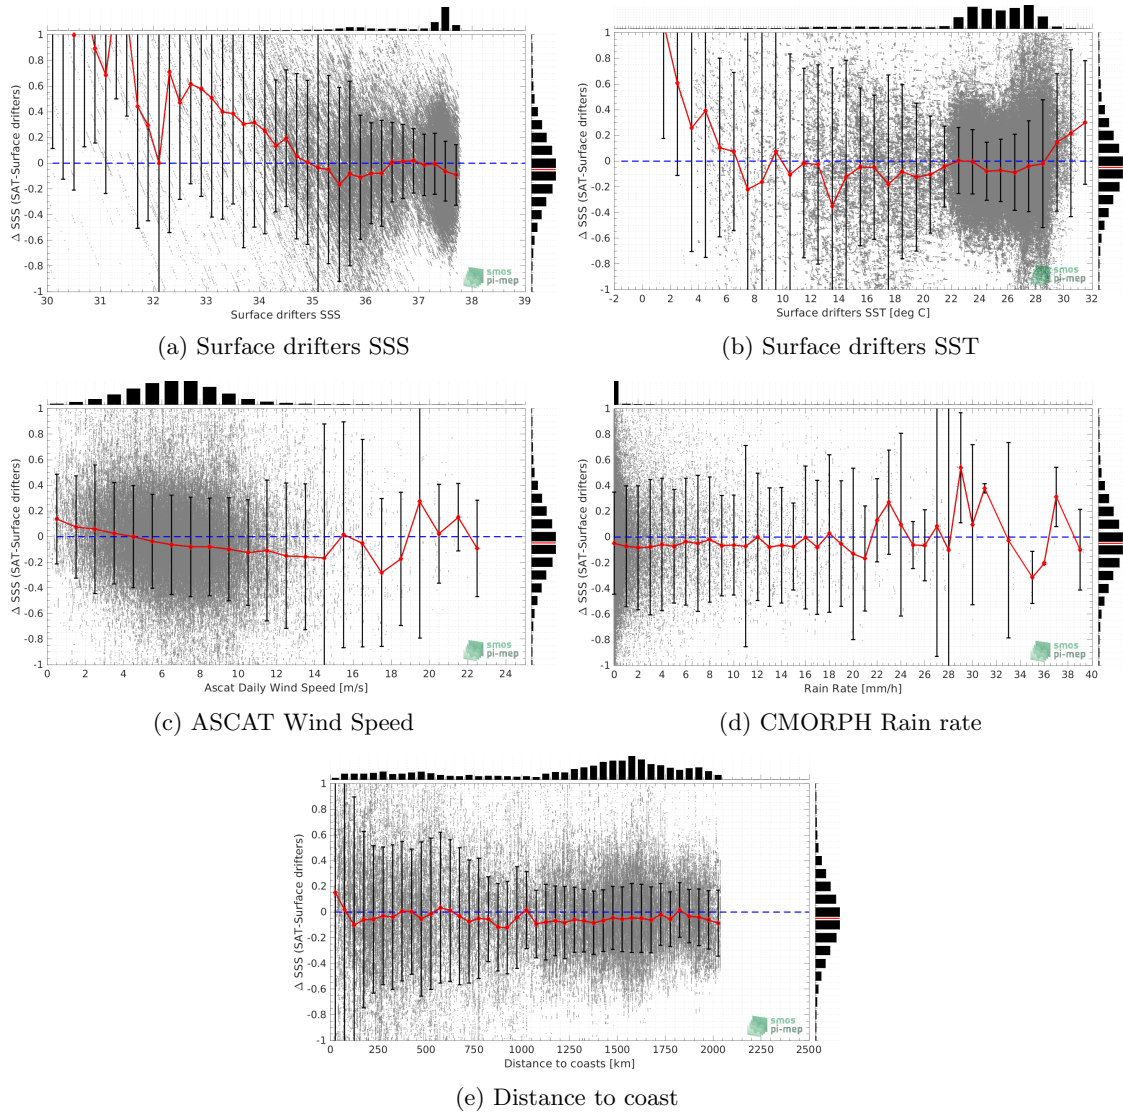 1
0.8
0.6
0.4
0.2
0
-0.2
-0.4
-0.6
-0.8
-1
Δ SSS (SAT-Surface drifters)
30 31 32 33 34 35 36 37 38 39
Surface drifters SSS
smos
pi-mep
(a) Surface drifters SSS
1
0.8
0.6
0.4
0.2
0
-0.2
-0.4
-0.6
-0.8
-1
Δ SSS (SAT-Surface drifters)
-2 0 2 4 6 8 10 12 14 16 18 20 22 24 26 28 30 32
Surface drifters SST [deg C]
smos
pi-mep
(b) Surface drifters SST
1
0.8
0.6
0.4
0.2
0
-0.2
-0.4
-0.6
-0.8
-1
Δ SSS (SAT-Surface drifters)
0 2 4 6 8 10 12 14 16 18 20 22 24
Ascat Daily Wind Speed [m/s]
smos
pi-mep
(c) ASCAT Wind Speed
1
0.8
0.6
0.4
0.2
0
-0.2
-0.4
-0.6
-0.8
-1
Δ SSS (SAT-Surface drifters)
0 2 4 6 8 10 12 14 16 18 20 22 24 26 28 30 32 34 36 38 40
Rain Rate [mm/h]
smos
pi-mep
(d) CMORPH Rain rate
1
0.8
0.6
0.4
0.2
0
-0.2
-0.4
-0.6
-0.8
-1
Δ SSS (SAT-Surface drifters)
0 250 500 750 1000 1250 1500 1750 2000 2250 2500
Distance to coasts [km]
smos
pi-mep
(e) Distance to coast